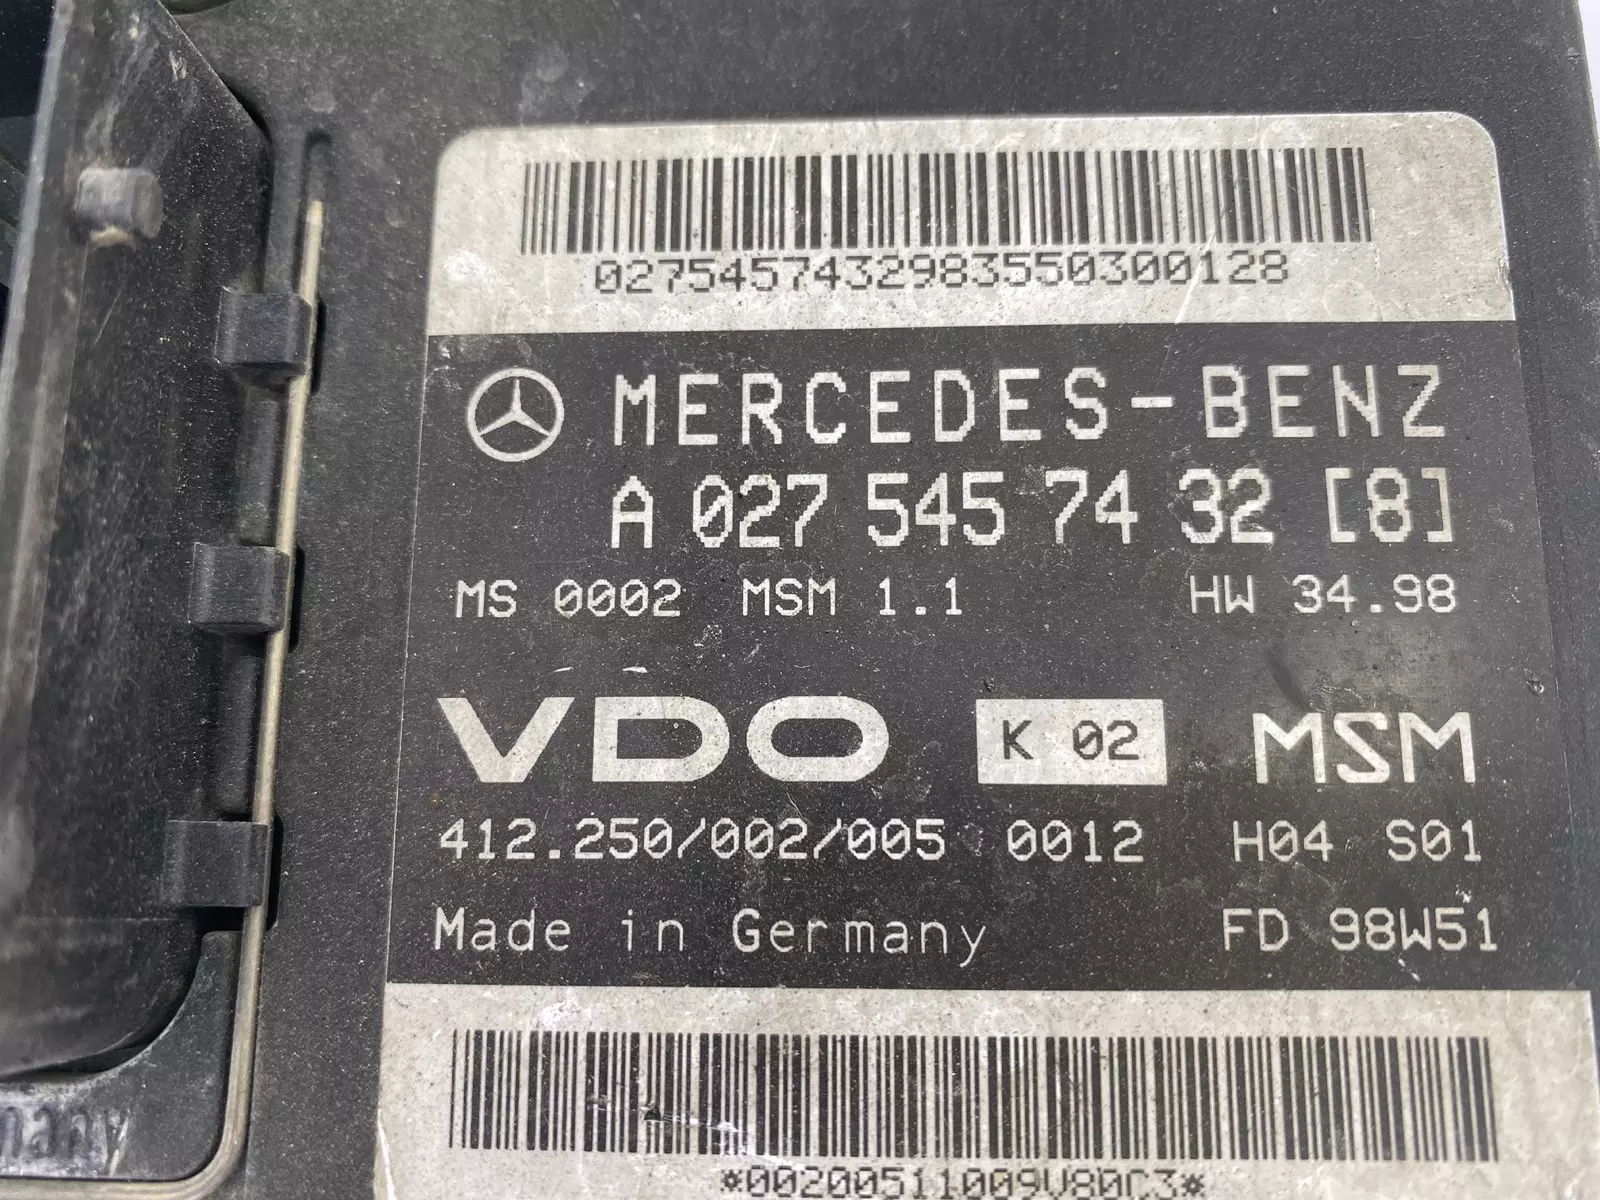 0275457432983550300128
MERCEDES-BENZ
A 027 545 74 32 [8]
MS 0002 MSM 1.1 HW 34.98
VDO K 02 MSM
412.250/002/005 0012 H04 S01
Made in Germany FD 98W51
*00200511009V80C3*